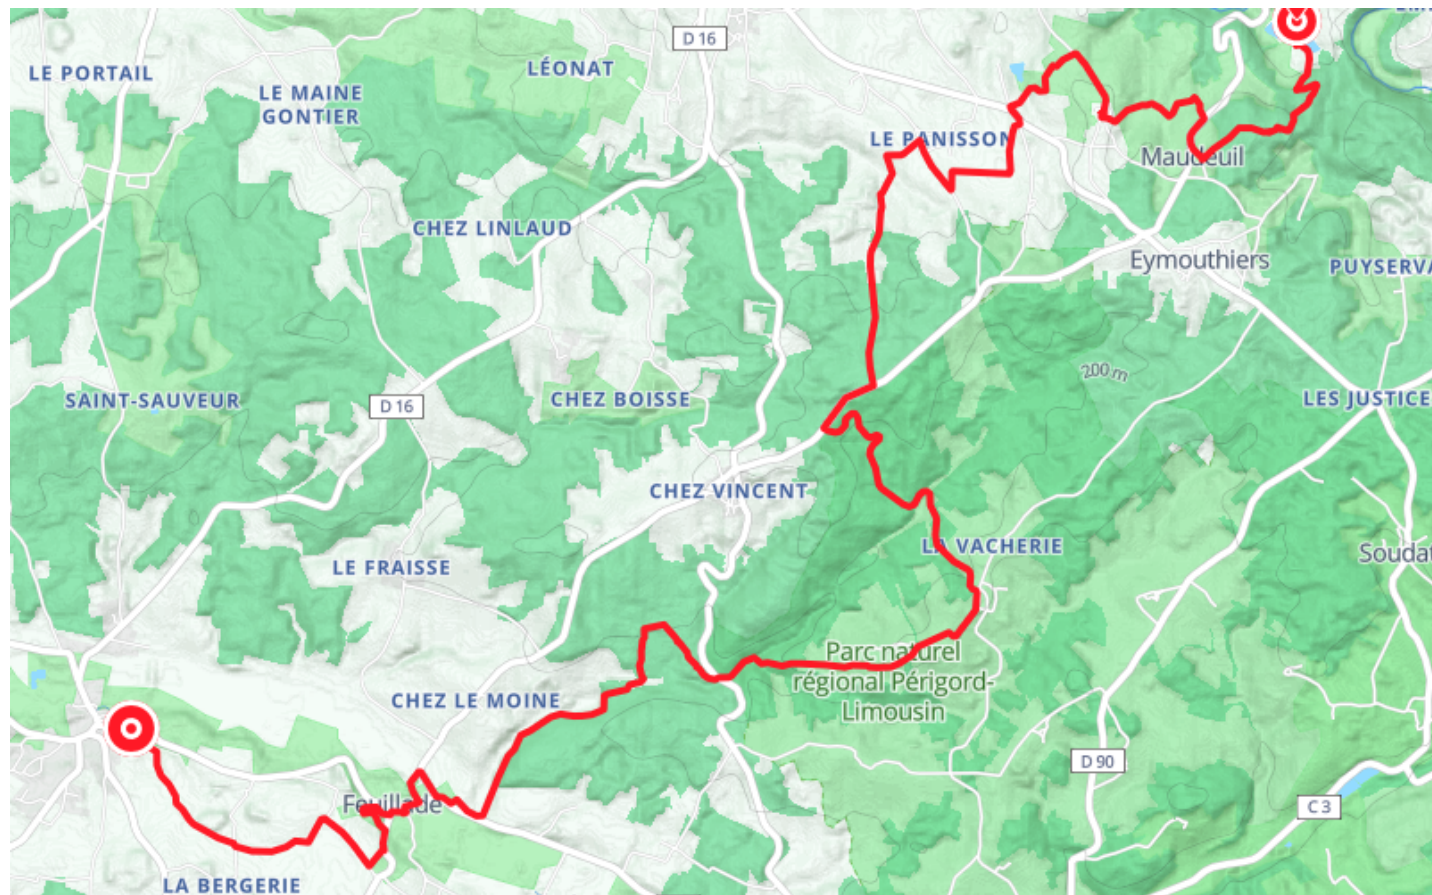 D 16
LÉONAT
LE PORTAIL
LE MAINE
GONTIER
LE PANISSON
Maudeuil
CHEZ LINLAUD
Eymouthiers
PUYSERVA
200 m
CHEZ BOISSE
SAINT-SAUVEUR
D 16
LES JUSTICE
CHEZ VINCENT
LA VACHERIE
Soudat
LE FRAISSE
Parc naturel
régional Périgord-
Limousin
CHEZ LE MOINE
D 90
Feuillade
C 3
LA BERGERIE